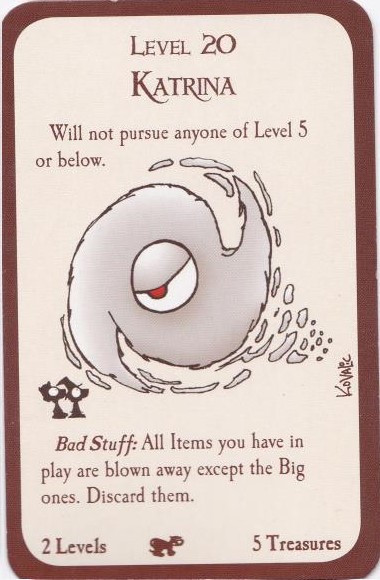 LEVEL 20
KATRINA
Will not pursue anyone of Level 5
or below.
KOVALIC
Bad Stuff: All Items you have in
play are blown away except the Big
ones. Discard them.
2 Levels 5 Treasures